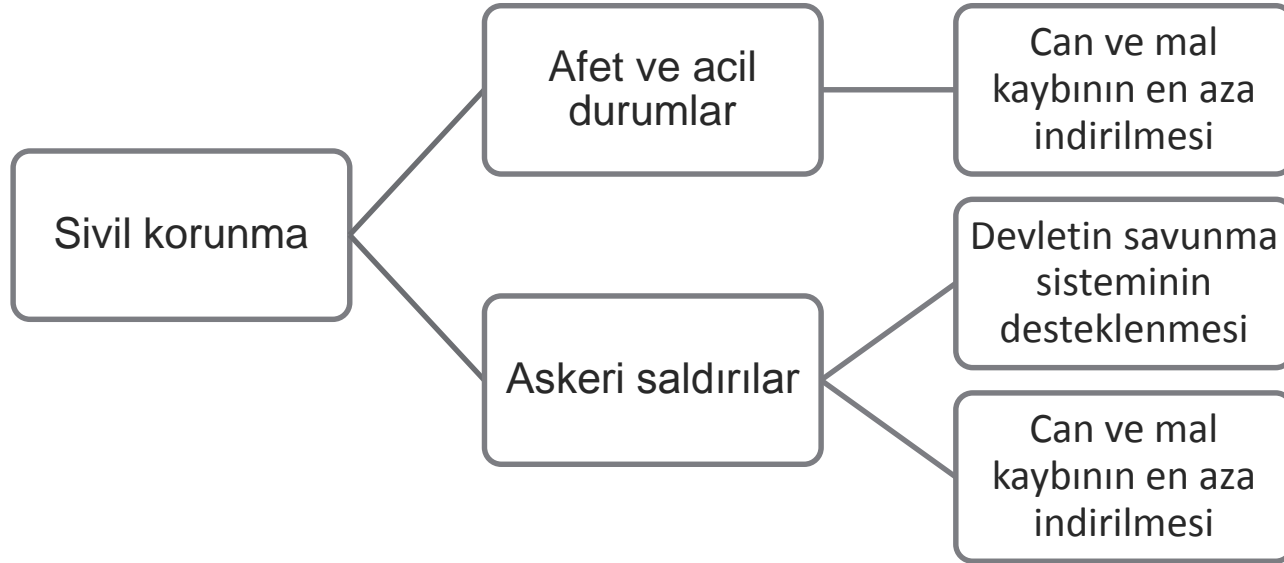 Sivil korunma
Afet ve acil
durumlar
Can ve mal
kaybının en aza
indirilmesi
Askeri saldırılar
Devletin savunma
sisteminin
desteklenmesi
Can ve mal
kaybının en aza
indirilmesi